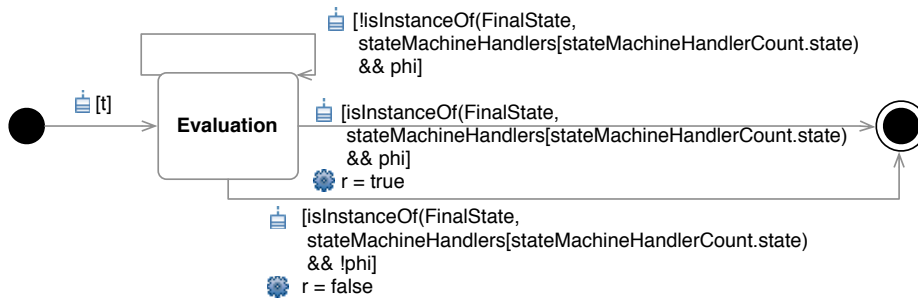 [!isInstanceOf(FinalState,
stateMachineHandlers[stateMachineHandlerCount.state)
&& phi]
[t]
Evaluation
[isInstanceOf(FinalState,
stateMachineHandlers[stateMachineHandlerCount.state)
&& phi]
r = true
[isInstanceOf(FinalState,
stateMachineHandlers[stateMachineHandlerCount.state)
&& !phi]
r = false